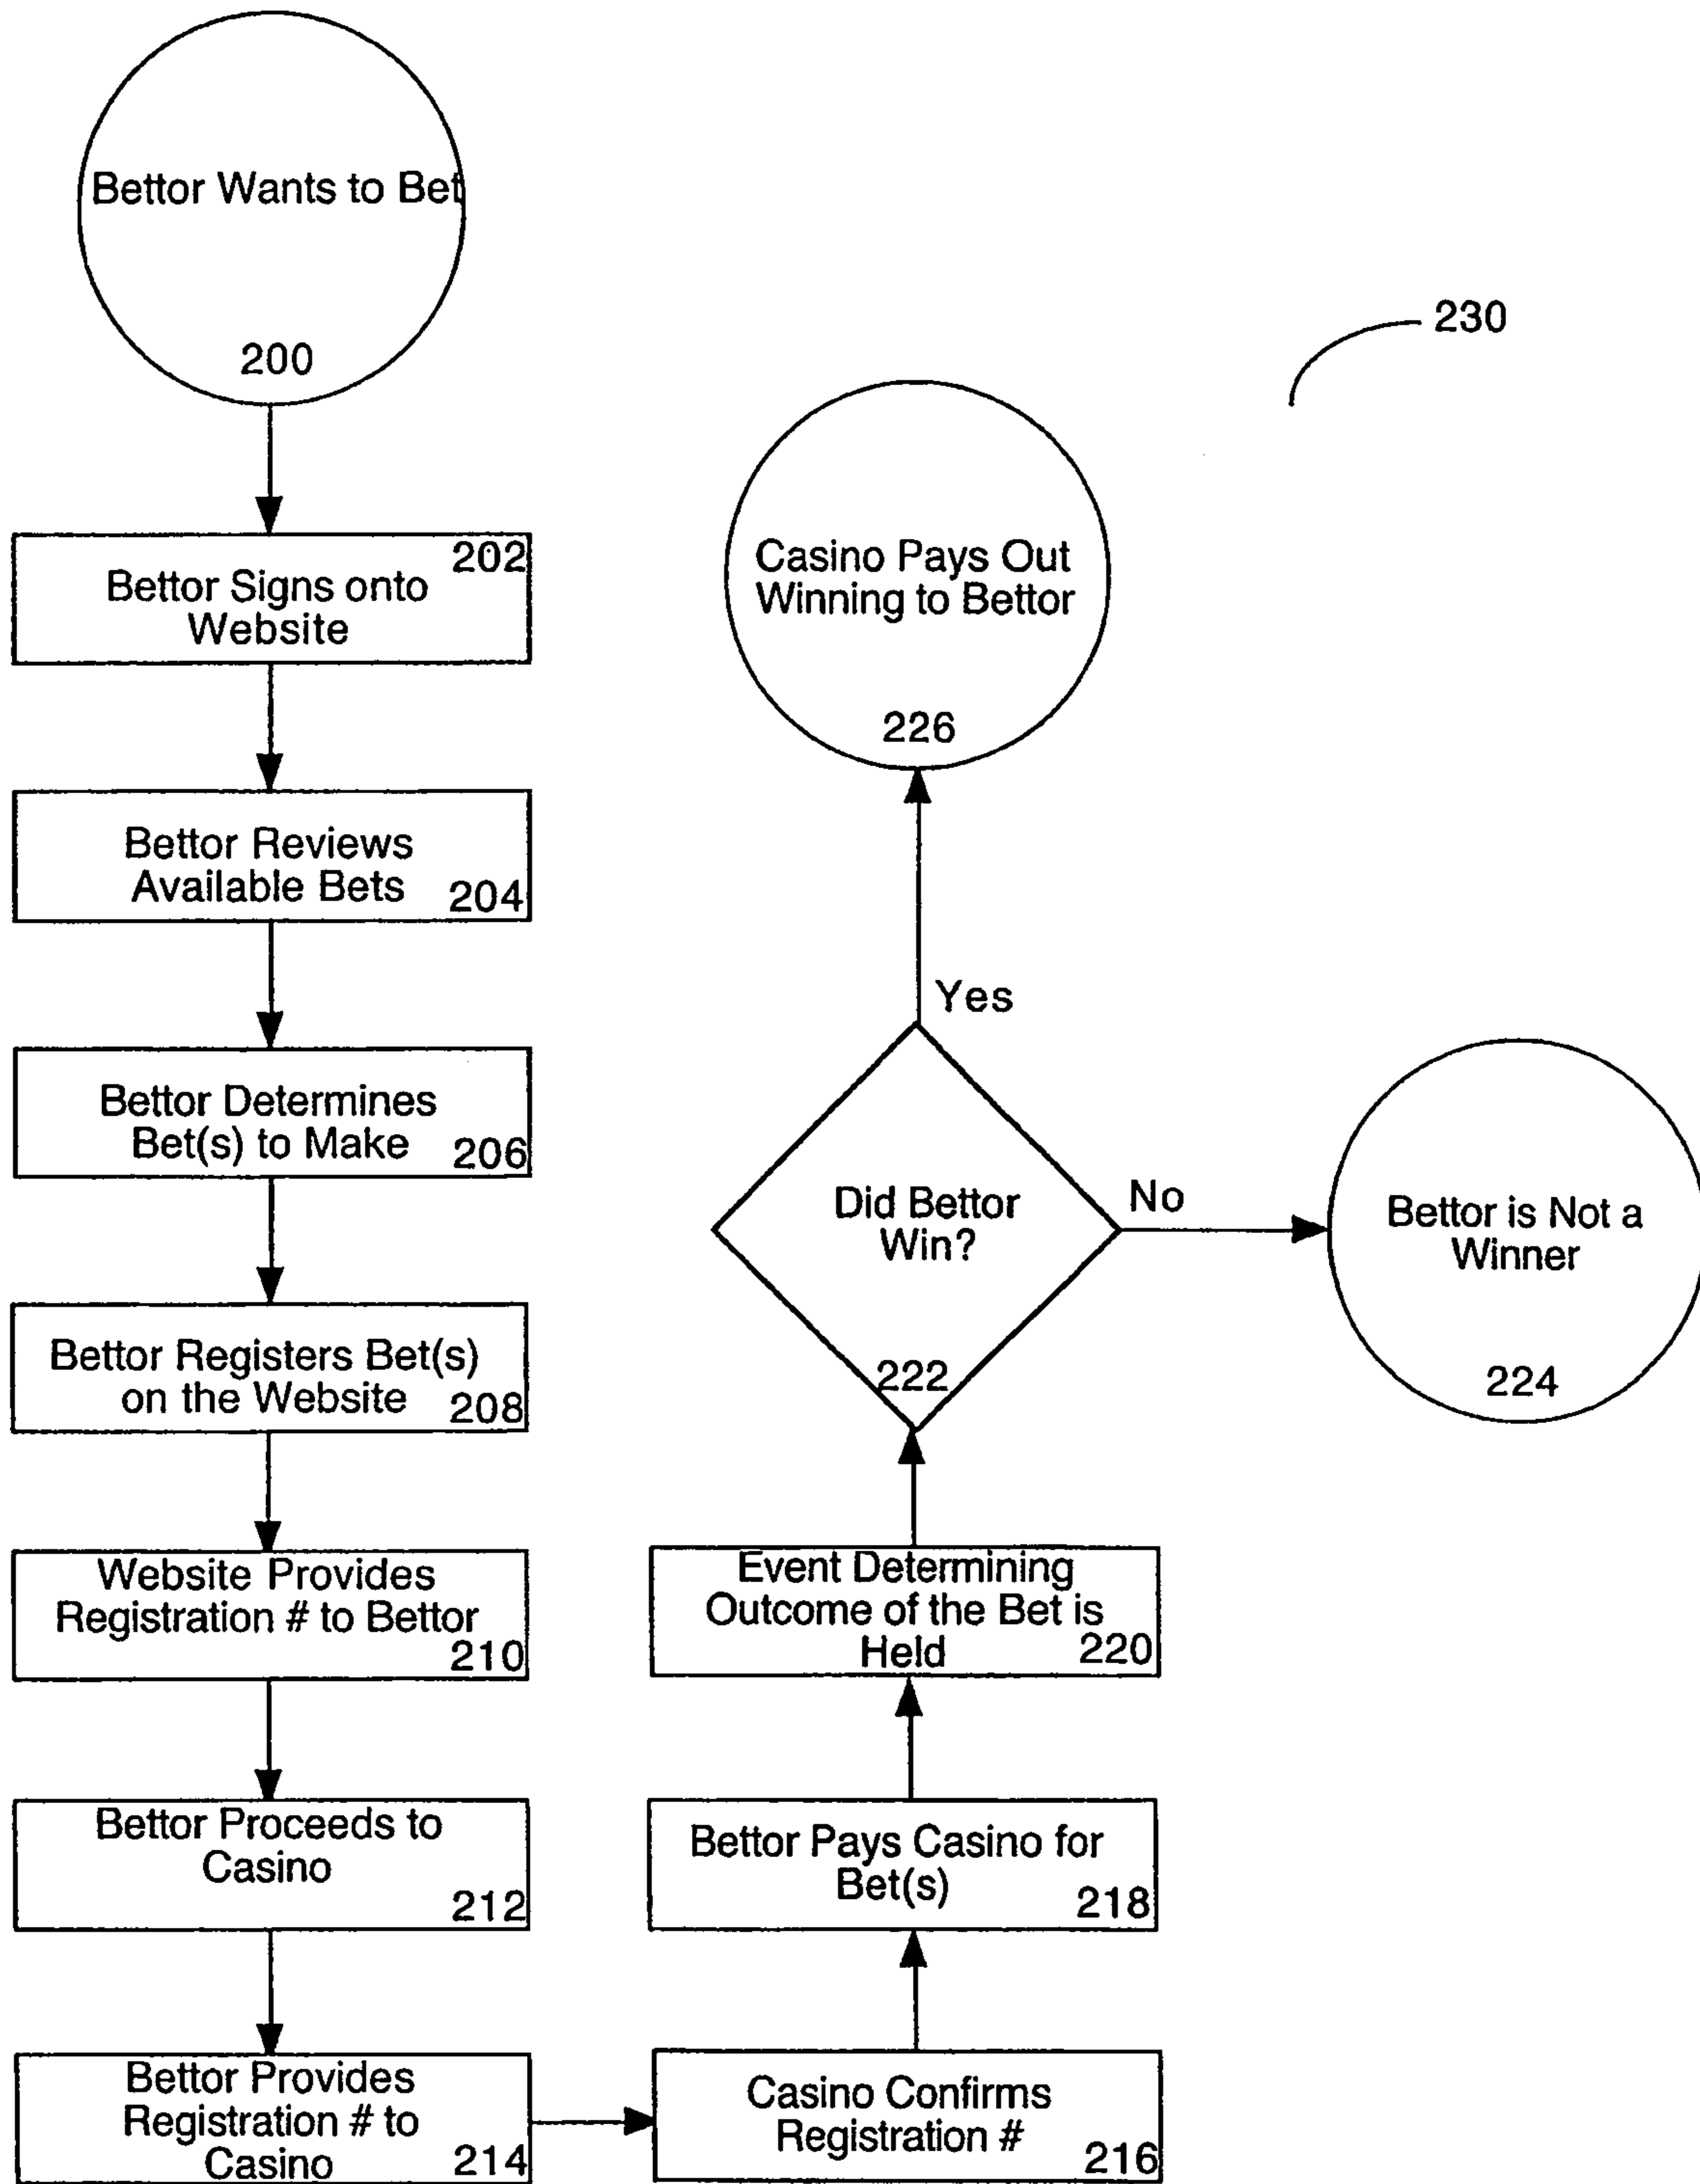 Bettor Wants to Bet
200
202
Bettor Signs onto
Website
Bettor Reviews
Available Bets
204
Bettor Determines
Bet(s) to Make
206
Bettor Registers Bet(s)
on the Website
208
Website Provides
Registration # to Bettor
210
Bettor Proceeds to
Casino
212
Bettor Provides
Registration # to
Casino
214
Casino Confirms
Registration #
216
Bettor Pays Casino for
Bet(s)
218
Event Determining
Outcome of the Bet is
Held
220
Did Bettor
Win?
222
No
Bettor is Not a
Winner
224
Yes
Casino Pays Out
Winning to Bettor
226
230